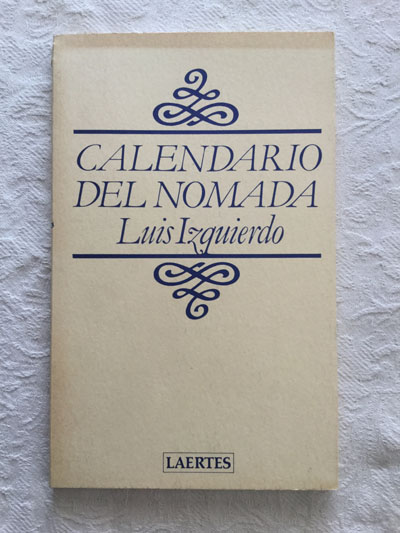 CALENDARIO
DEL NOMADA
Luis Izquierdo
LAERTES